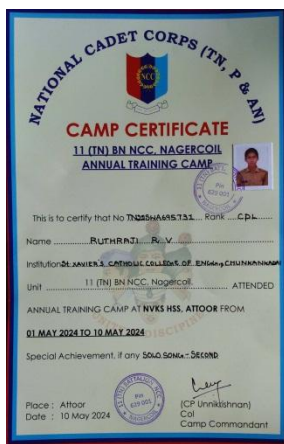 NATIONAL CADET CORPS (TN, P & AN)
NCC
CAMP CERTIFICATE
11 (TN) BN NCC, NAGERCOIL
ANNUAL TRAINING CAMP
This is to certify that No TN22SNA695731 Rank CPL
Name RUTHRAJI R. V
Institution St. XAVIER'S CATHOLIC COLLEGE OF ENGG, CHUNKANKADAI
Unit 11 (TN) BN NCC, Nagercoil. ATTENDED
ANNUAL TRAINING CAMP AT NVKS HSS, ATTOOR FROM
01 MAY 2024 TO 10 MAY 2024
Special Achievement, if any SOLO SONG - SECOND
Place : Attoor
Date : 10 May 2024
(CP Unnikrishnan)
Col
Camp Commandant